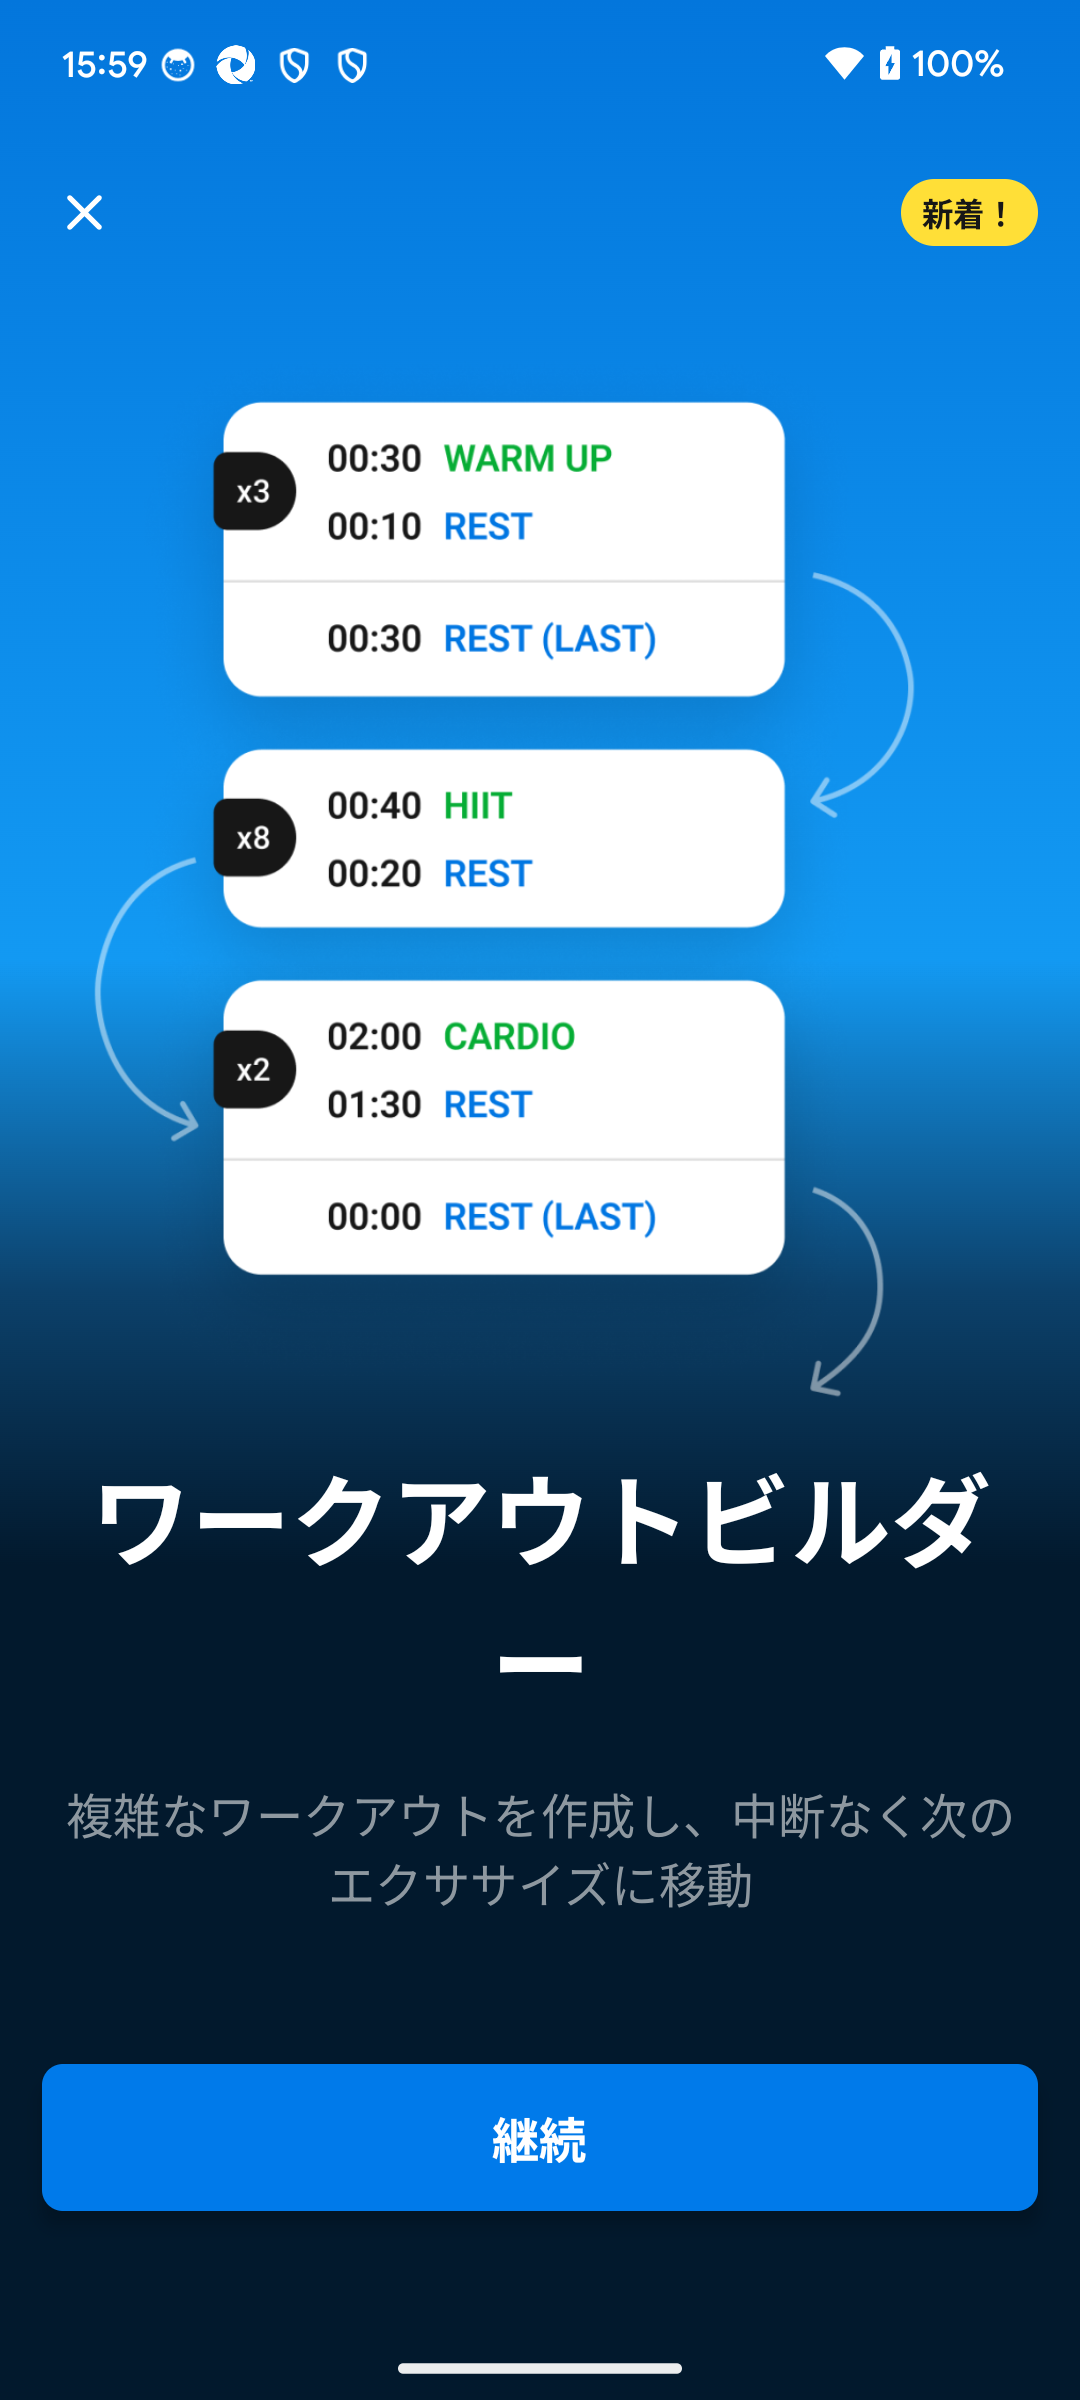 15:59
100%
新着！
00:30 WARM UP
x3
00:10 REST
00:30 REST (LAST)
00:40 HIIT
x8
00:20 REST
02:00 CARDIO
x2
01:30 REST
00:00 REST (LAST)
ワークアウトビルダ
ー
複雑なワークアウトを作成し、中断なく次の
エクササイズに移動
継続